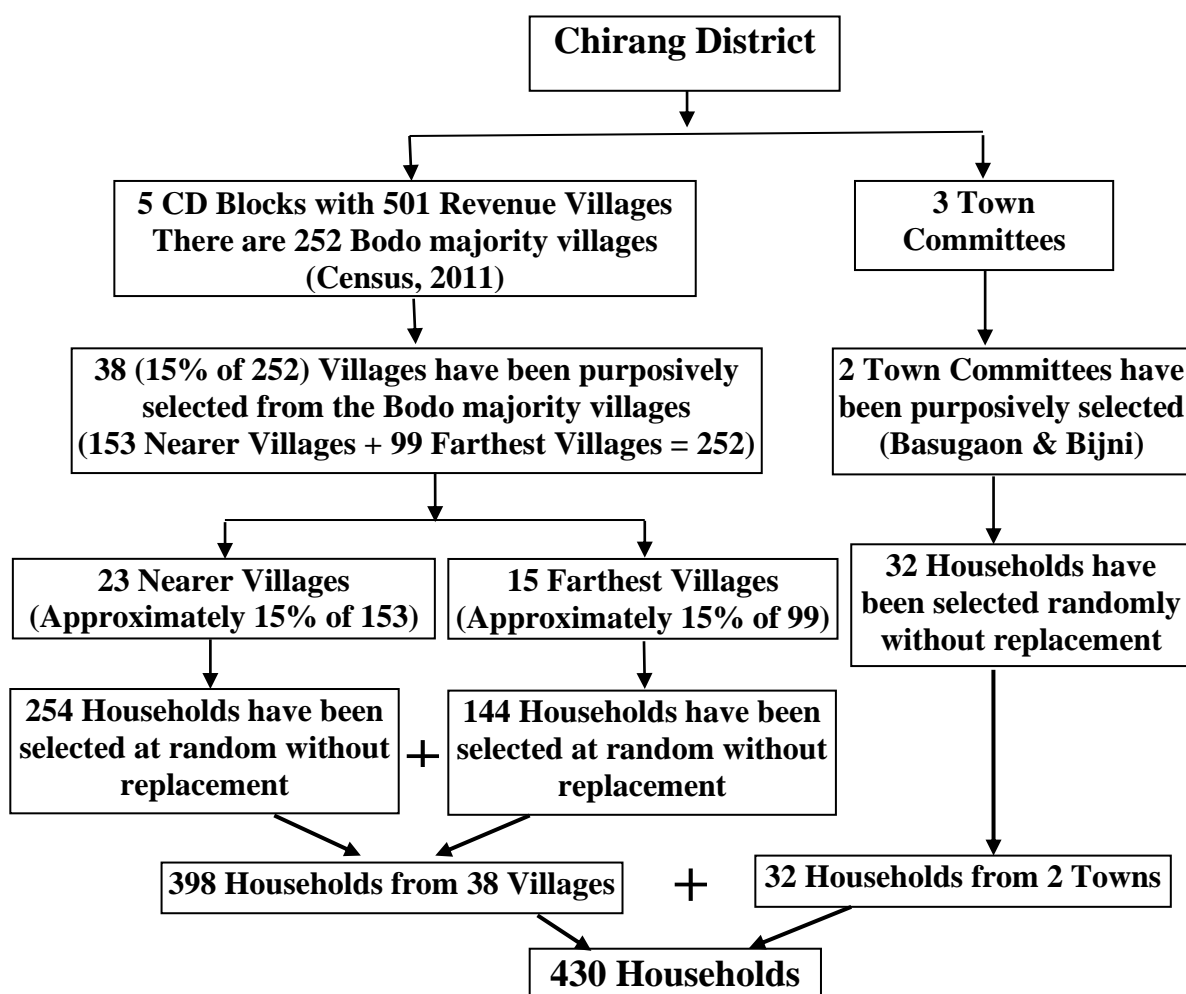 Chirang District
5 CD Blocks with 501 Revenue Villages
There are 252 Bodo majority villages
(Census, 2011)
3 Town
Committees
38 (15% of 252) Villages have been purposively
selected from the Bodo majority villages
(153 Nearer Villages + 99 Farthest Villages = 252)
2 Town Committees have
been purposively selected
(Basugaon & Bijni)
23 Nearer Villages
(Approximately 15% of 153)
15 Farthest Villages
(Approximately 15% of 99)
32 Households have
been selected randomly
without replacement
254 Households have been
selected at random without
replacement
+
144 Households have been
selected at random without
replacement
398 Households from 38 Villages
+
32 Households from 2 Towns
430 Households